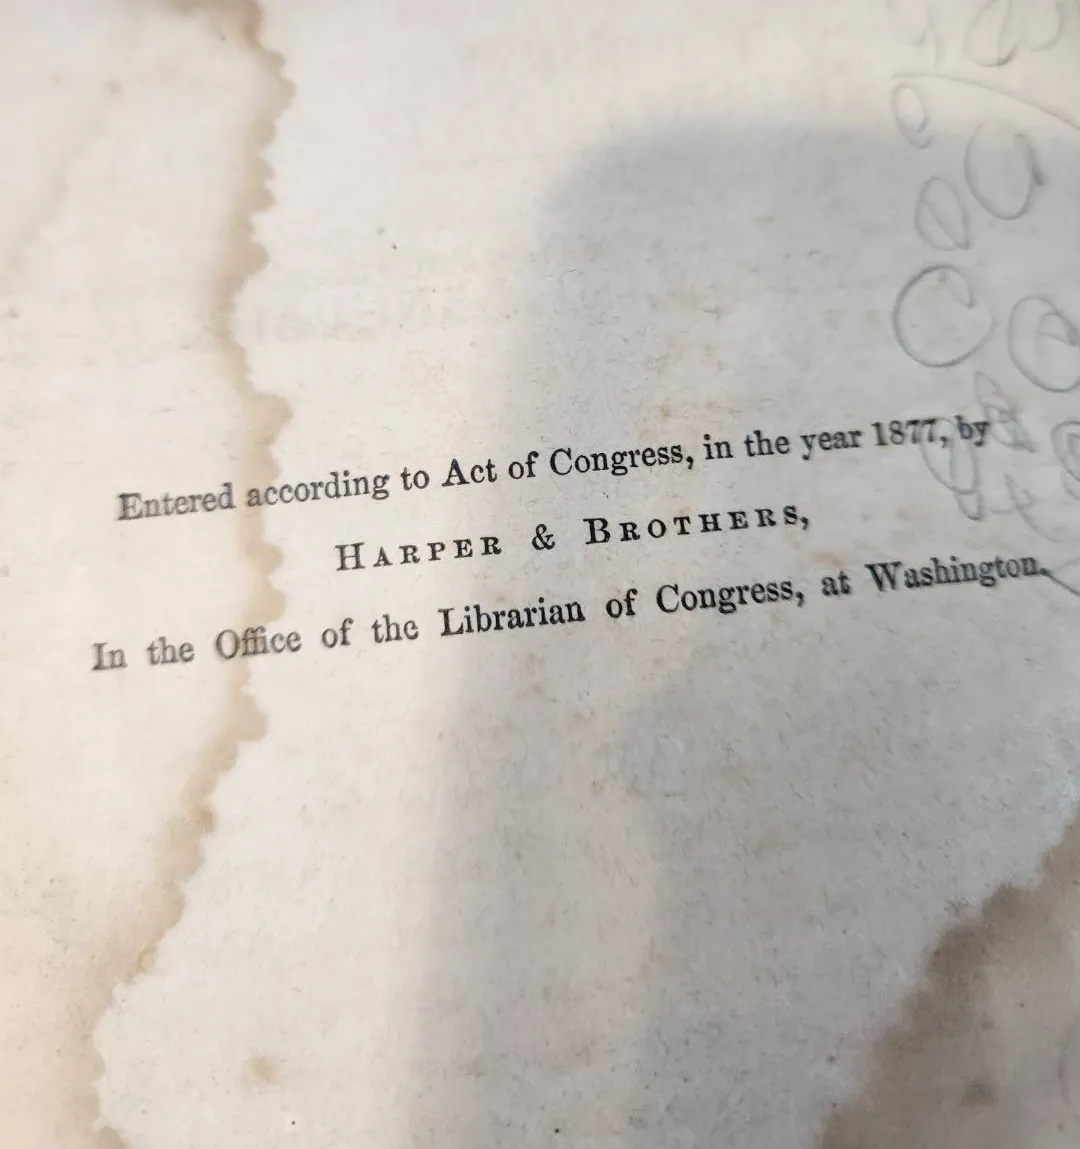 Entered according to Act of Congress, in the year 1877, by
HARPER & BROTHERS,
In the Office of the Librarian of Congress, at Washington.